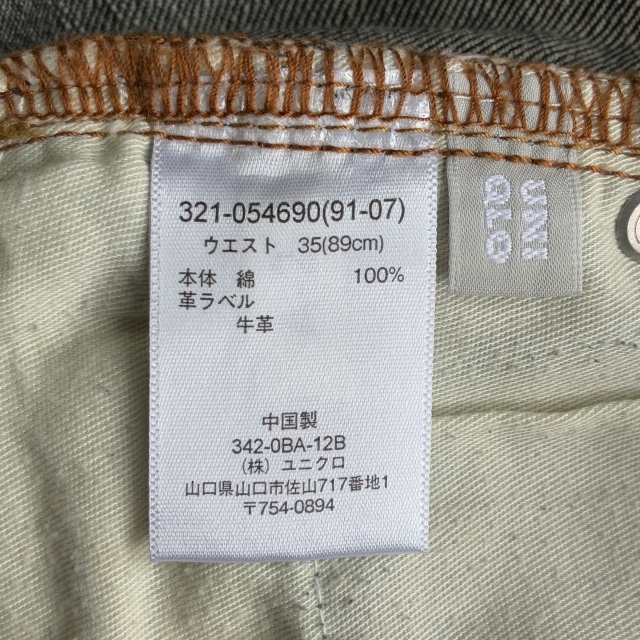 321-054690(91-07)
ウエスト 35(89cm)
本体 綿 100%
革ラベル
牛革
中国製
342-0BA-12B
(株) ユニクロ
山口県山口市佐山717番地1
〒754-0894
UNI
QLO